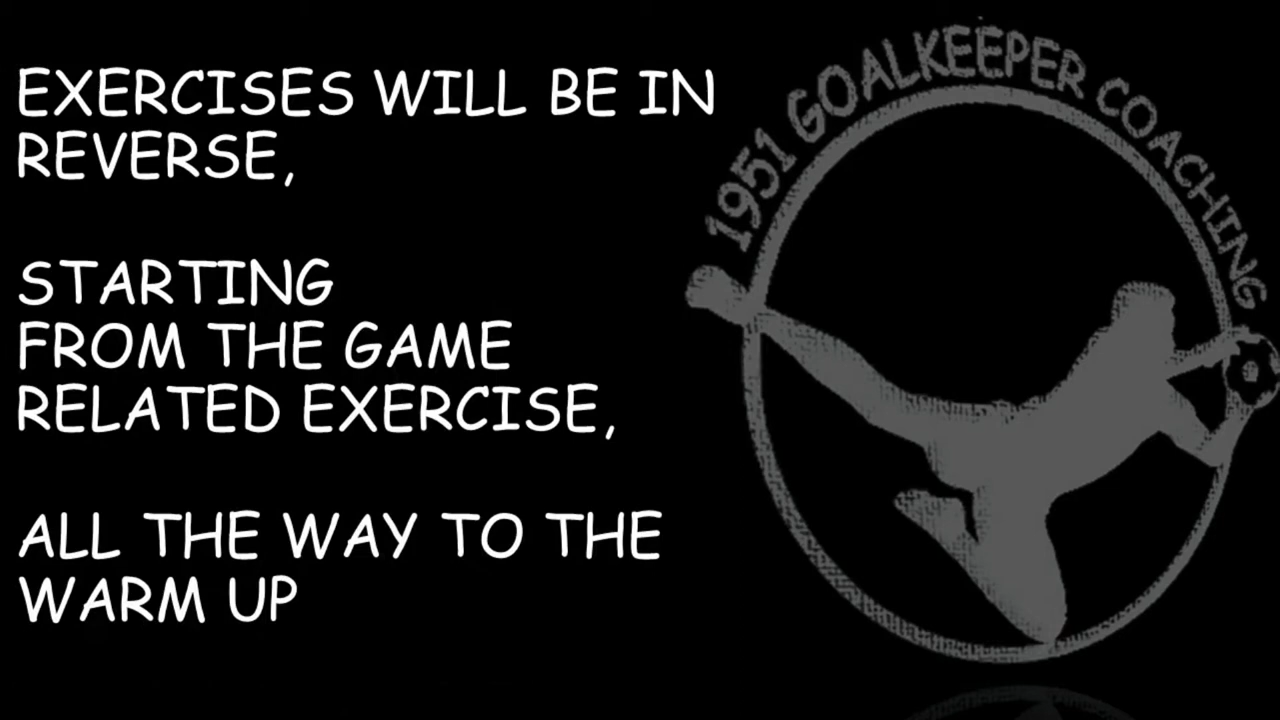 EXERCISES WILL BE IN
REVERSE,
STARTING
FROM THE GAME
RELATED EXERCISE,
ALL THE WAY TO THE
WARM UP
1951 GOALKEEPER COACHING